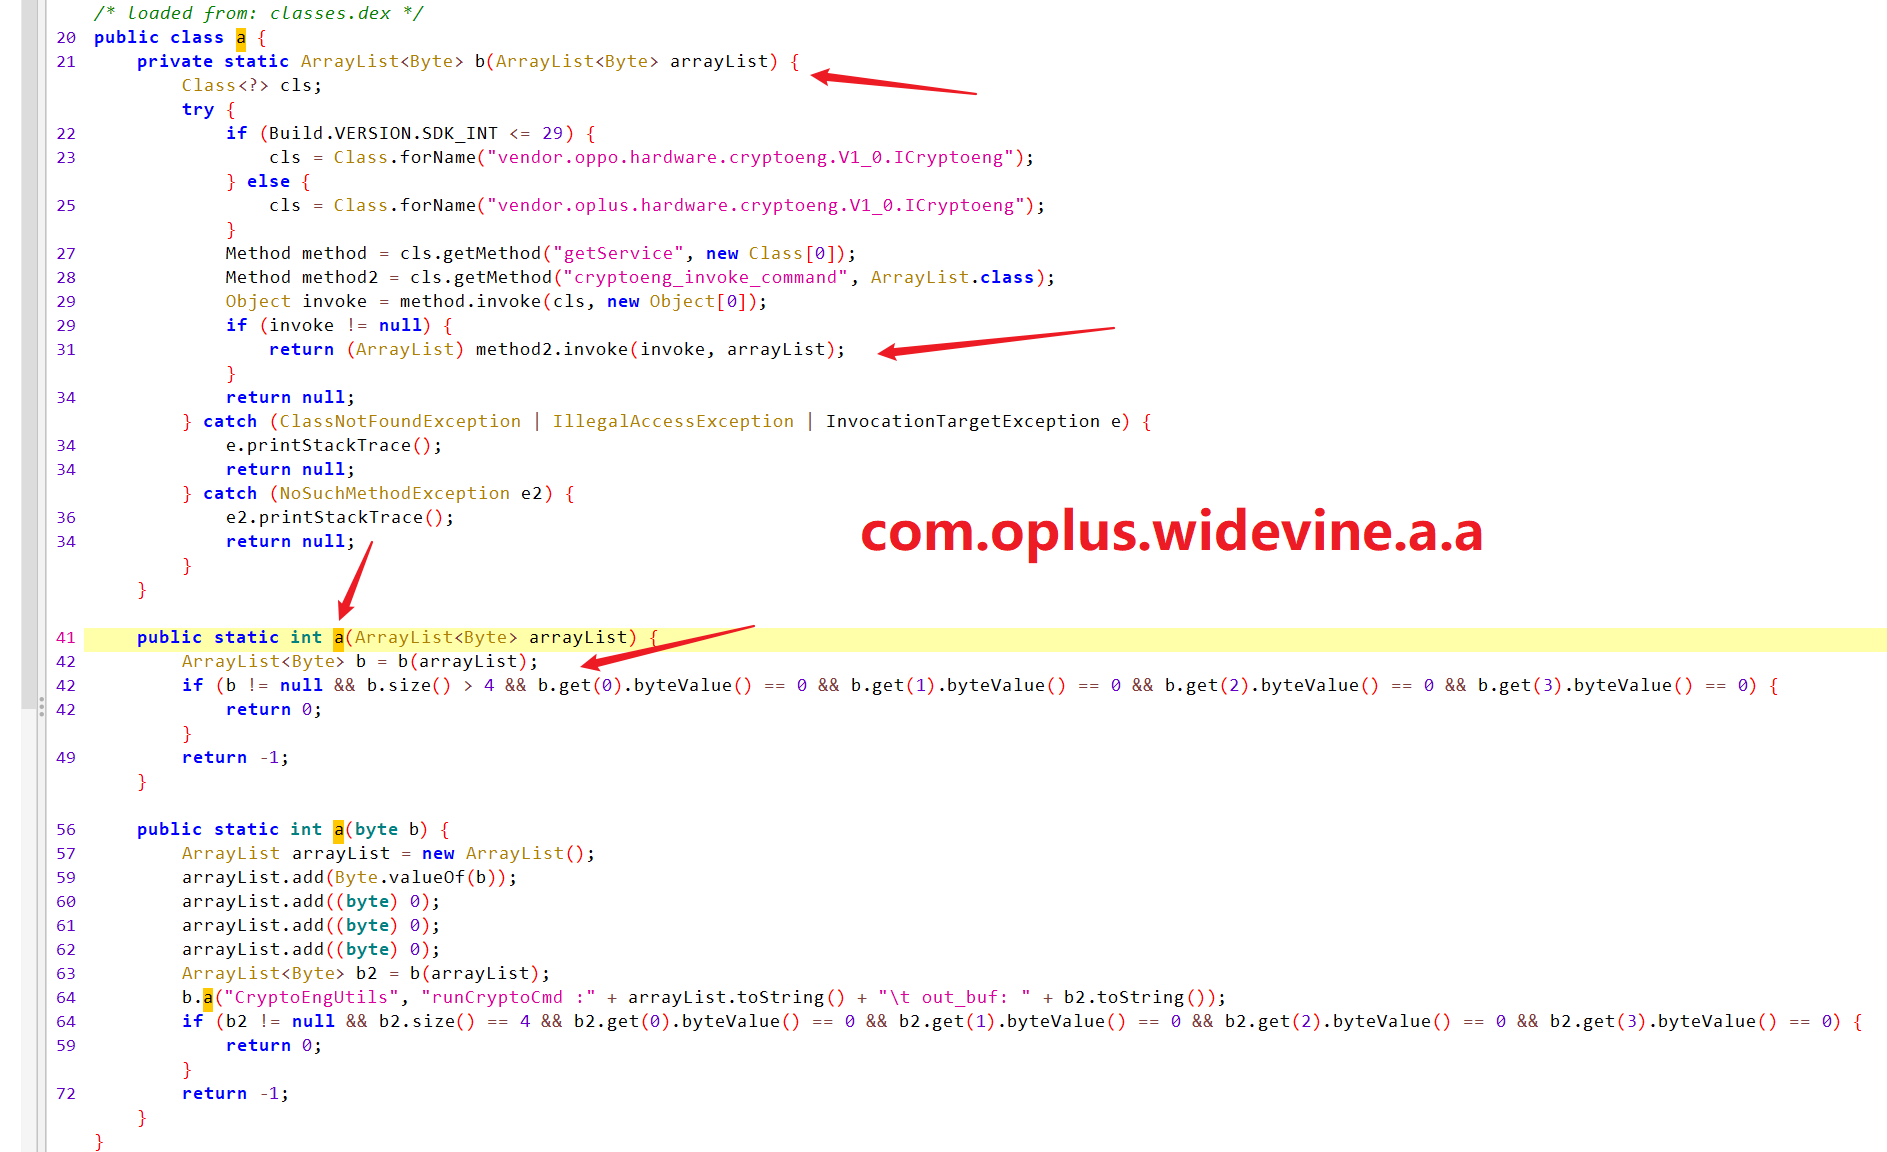 /* loaded from: classes.dex */
20 public class a {
21 private static ArrayList<Byte> b(ArrayList<Byte> arrayList) {
Class<?> cls;
try {
22 if (Build.VERSION.SDK_INT <= 29) {
23 cls = Class.forName("vendor.oppo.hardware.cryptoeng.V1_0.ICryptoeng");
} else {
25 cls = Class.forName("vendor.oplus.hardware.cryptoeng.V1_0.ICryptoeng");
}
27 Method method = cls.getMethod("getService", new Class[0]);
28 Method method2 = cls.getMethod("cryptoeng_invoke_command", ArrayList.class);
29 Object invoke = method.invoke(cls, new Object[0]);
29 if (invoke != null) {
31 return (ArrayList) method2.invoke(invoke, arrayList);
}
34 return null;
} catch (ClassNotFoundException | IllegalAccessException | InvocationTargetException e) {
34 e.printStackTrace();
34 return null;
} catch (NoSuchMethodException e2) {
36 e2.printStackTrace();
34 return null;
}
}
com.oplus.widevine.a.a
41 public static int a(ArrayList<Byte> arrayList) {
42 ArrayList<Byte> b = b(arrayList);
42 if (b != null && b.size() > 4 && b.get(0).byteValue() == 0 && b.get(1).byteValue() == 0 && b.get(2).byteValue() == 0 && b.get(3).byteValue() == 0) {
42 return 0;
}
49 return -1;
}
56 public static int a(byte b) {
57 ArrayList arrayList = new ArrayList();
59 arrayList.add(Byte.valueOf(b));
60 arrayList.add((byte) 0);
61 arrayList.add((byte) 0);
62 arrayList.add((byte) 0);
63 ArrayList<Byte> b2 = b(arrayList);
64 b.a("CryptoEngUtils", "runCryptoCmd :" + arrayList.toString() + "\t out_buf: " + b2.toString());
64 if (b2 != null && b2.size() == 4 && b2.get(0).byteValue() == 0 && b2.get(1).byteValue() == 0 && b2.get(2).byteValue() == 0 && b2.get(3).byteValue() == 0) {
59 return 0;
}
72 return -1;
}
}